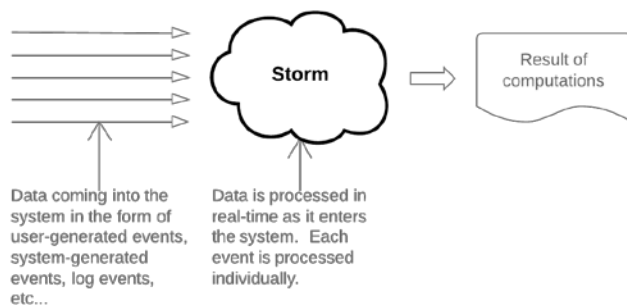 Storm
Result of
computations
Data coming into the
system in the form of
user-generated events,
system-generated
events, log events,
etc...
Data is processed in
real-time as it enters
the system.  Each
event is processed
individually.